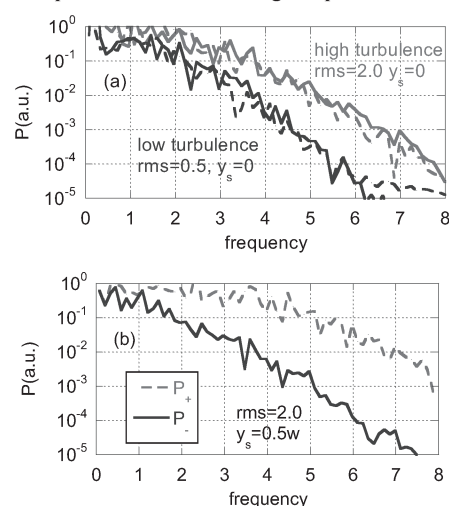 10^0
10^-1
10^-2
10^-3
10^-4
10^-5
P(a.u.)
(a)
high turbulence
rms=2.0 y_s=0
low turbulence
rms=0.5, y_s=0
0 1 2 3 4 5 6 7 8
frequency
10^0
10^-1
10^-2
10^-3
10^-4
10^-5
P(a.u.)
(b)
P_+
P_-
rms=2.0
y_s=0.5w
0 1 2 3 4 5 6 7 8
frequency